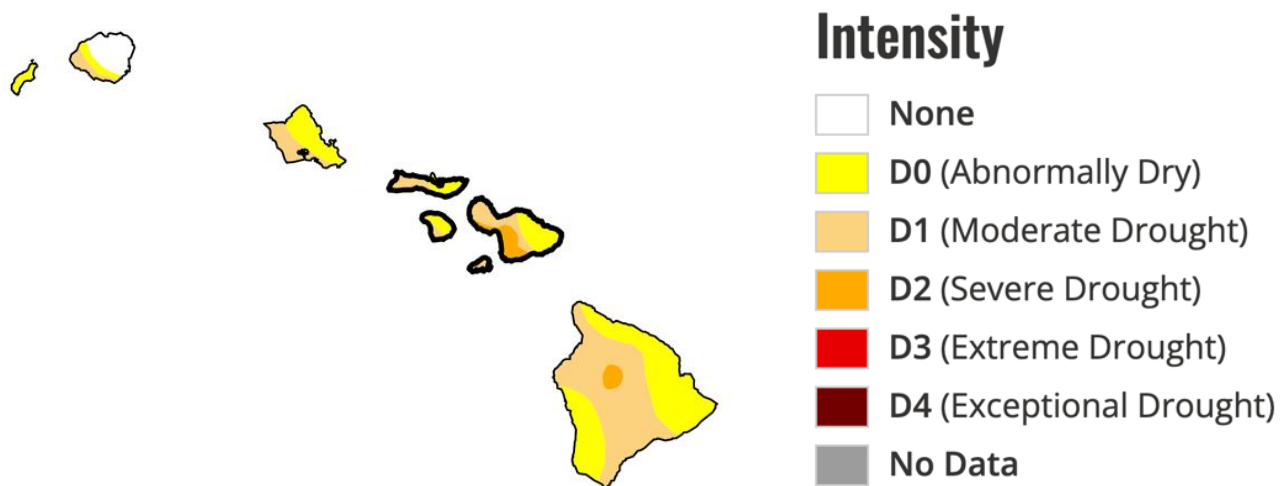 Intensity
None
D0 (Abnormally Dry)
D1 (Moderate Drought)
D2 (Severe Drought)
D3 (Extreme Drought)
D4 (Exceptional Drought)
No Data